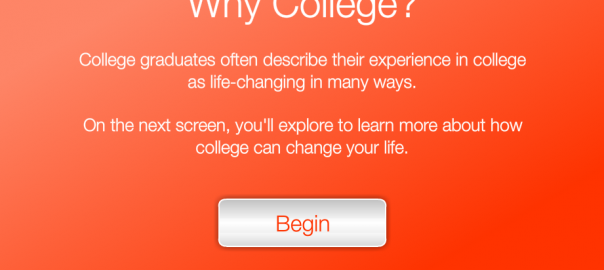 Why College?
College graduates often describe their experience in college
as life-changing in many ways.
On the next screen, you'll explore to learn more about how
college can change your life.
Begin